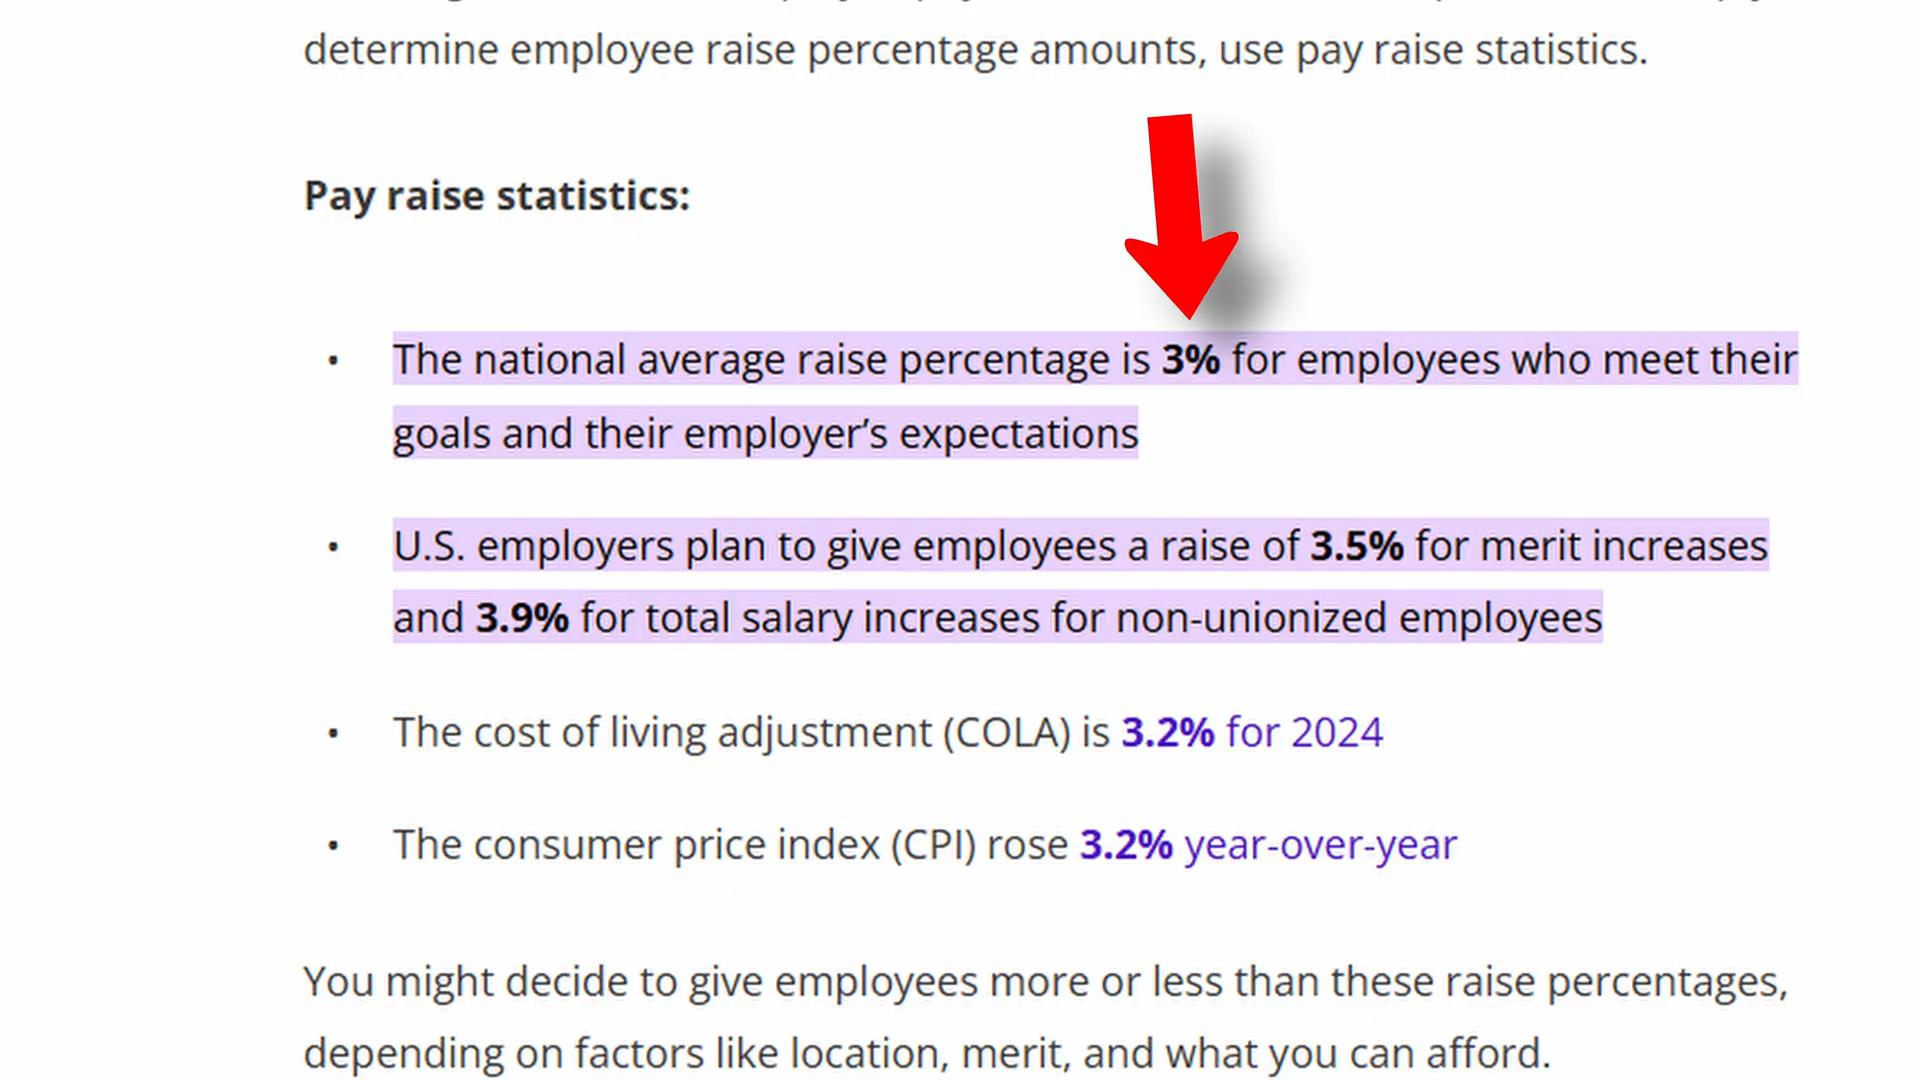 determine employee raise percentage amounts, use pay raise statistics.
Pay raise statistics:
• The national average raise percentage is 3% for employees who meet their
goals and their employer’s expectations
• U.S. employers plan to give employees a raise of 3.5% for merit increases
and 3.9% for total salary increases for non-unionized employees
• The cost of living adjustment (COLA) is 3.2% for 2024
• The consumer price index (CPI) rose 3.2% year-over-year
You might decide to give employees more or less than these raise percentages,
depending on factors like location, merit, and what you can afford.